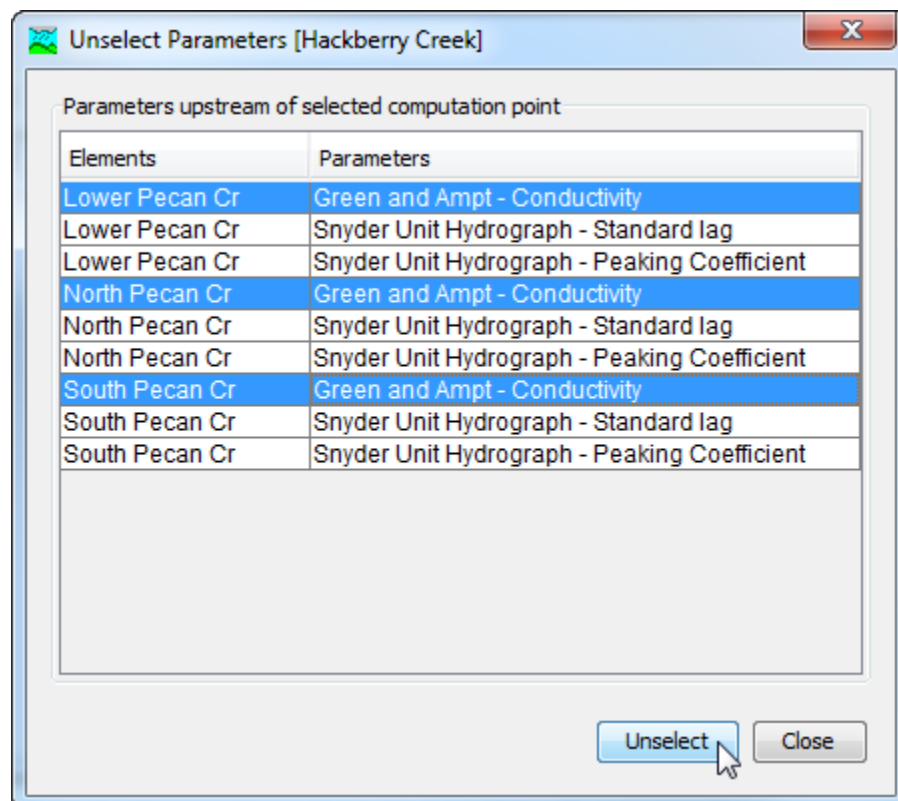 Unselect Parameters [Hackberry Creek]
Parameters upstream of selected computation point
Elements Parameters
Lower Pecan Cr Green and Ampt - Conductivity
Lower Pecan Cr Snyder Unit Hydrograph - Standard lag
Lower Pecan Cr Snyder Unit Hydrograph - Peaking Coefficient
North Pecan Cr Green and Ampt - Conductivity
North Pecan Cr Snyder Unit Hydrograph - Standard lag
North Pecan Cr Snyder Unit Hydrograph - Peaking Coefficient
South Pecan Cr Green and Ampt - Conductivity
South Pecan Cr Snyder Unit Hydrograph - Standard lag
South Pecan Cr Snyder Unit Hydrograph - Peaking Coefficient
Unselect Close